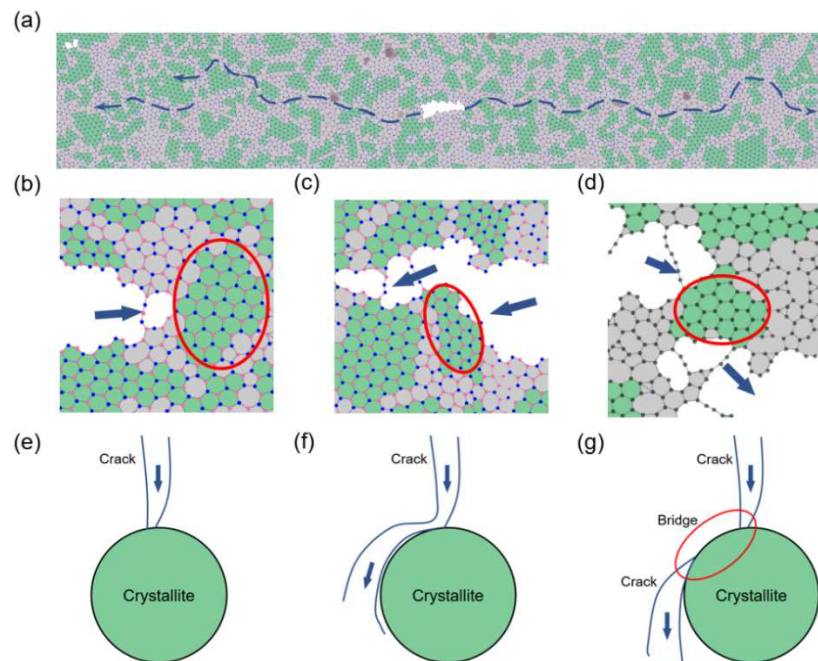 (a)
(b)
(c)
(d)
(e)
Crack
Crystallite
(f)
Crack
Crystallite
(g)
Crack
Bridge
Crack
Crystallite